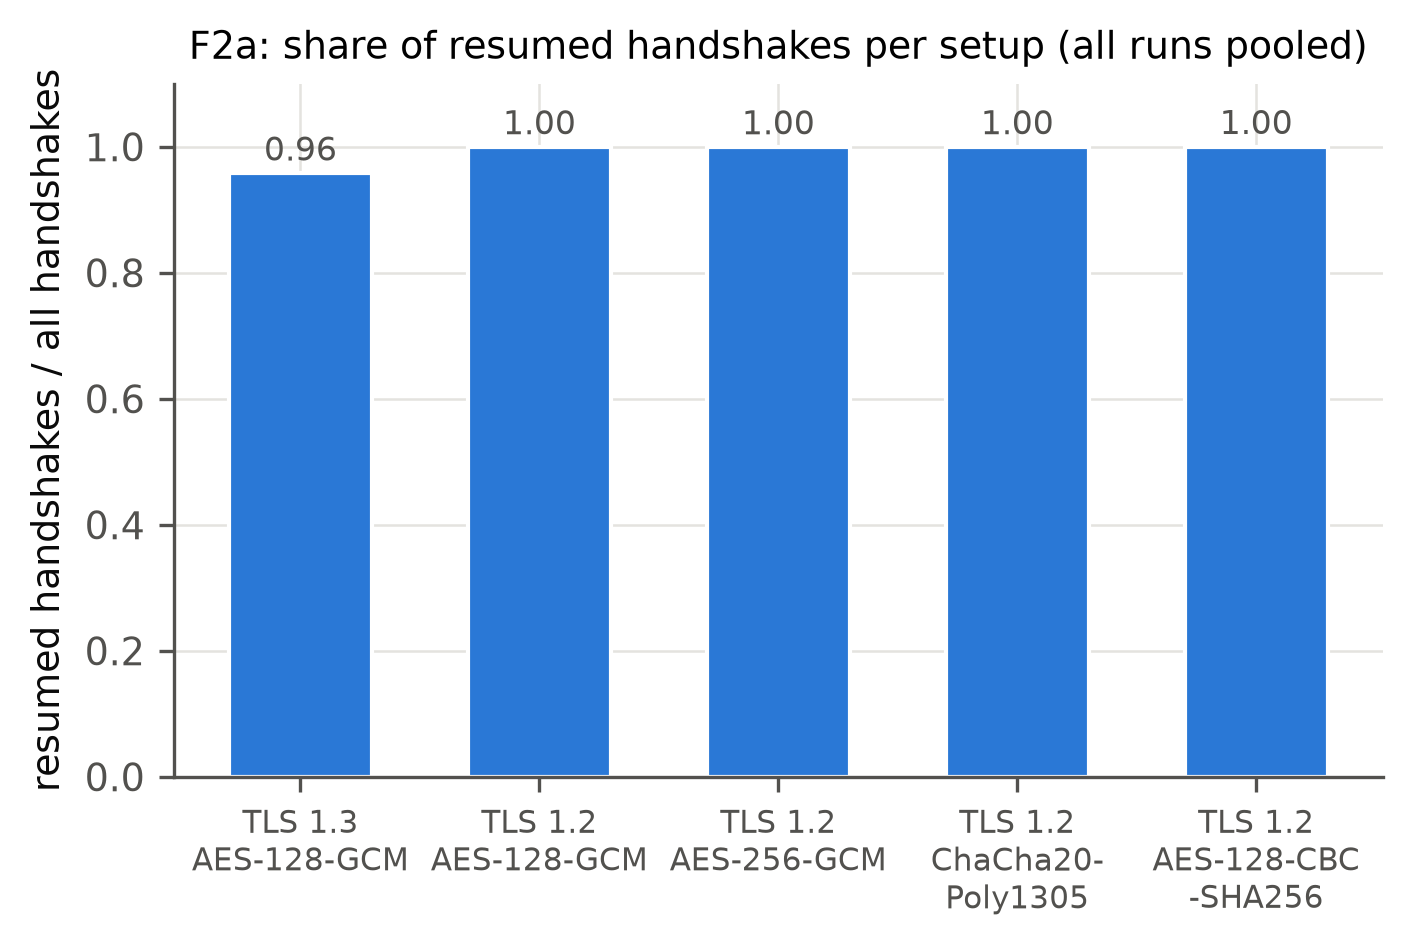 F2a: share of resumed handshakes per setup (all runs pooled)
resumed handshakes / all handshakes
1.0
0.8
0.6
0.4
0.2
0.0
0.96
1.00
1.00
1.00
1.00
TLS 1.3
AES-128-GCM
TLS 1.2
AES-128-GCM
TLS 1.2
AES-256-GCM
TLS 1.2
ChaCha20-
Poly1305
TLS 1.2
AES-128-CBC
-SHA256